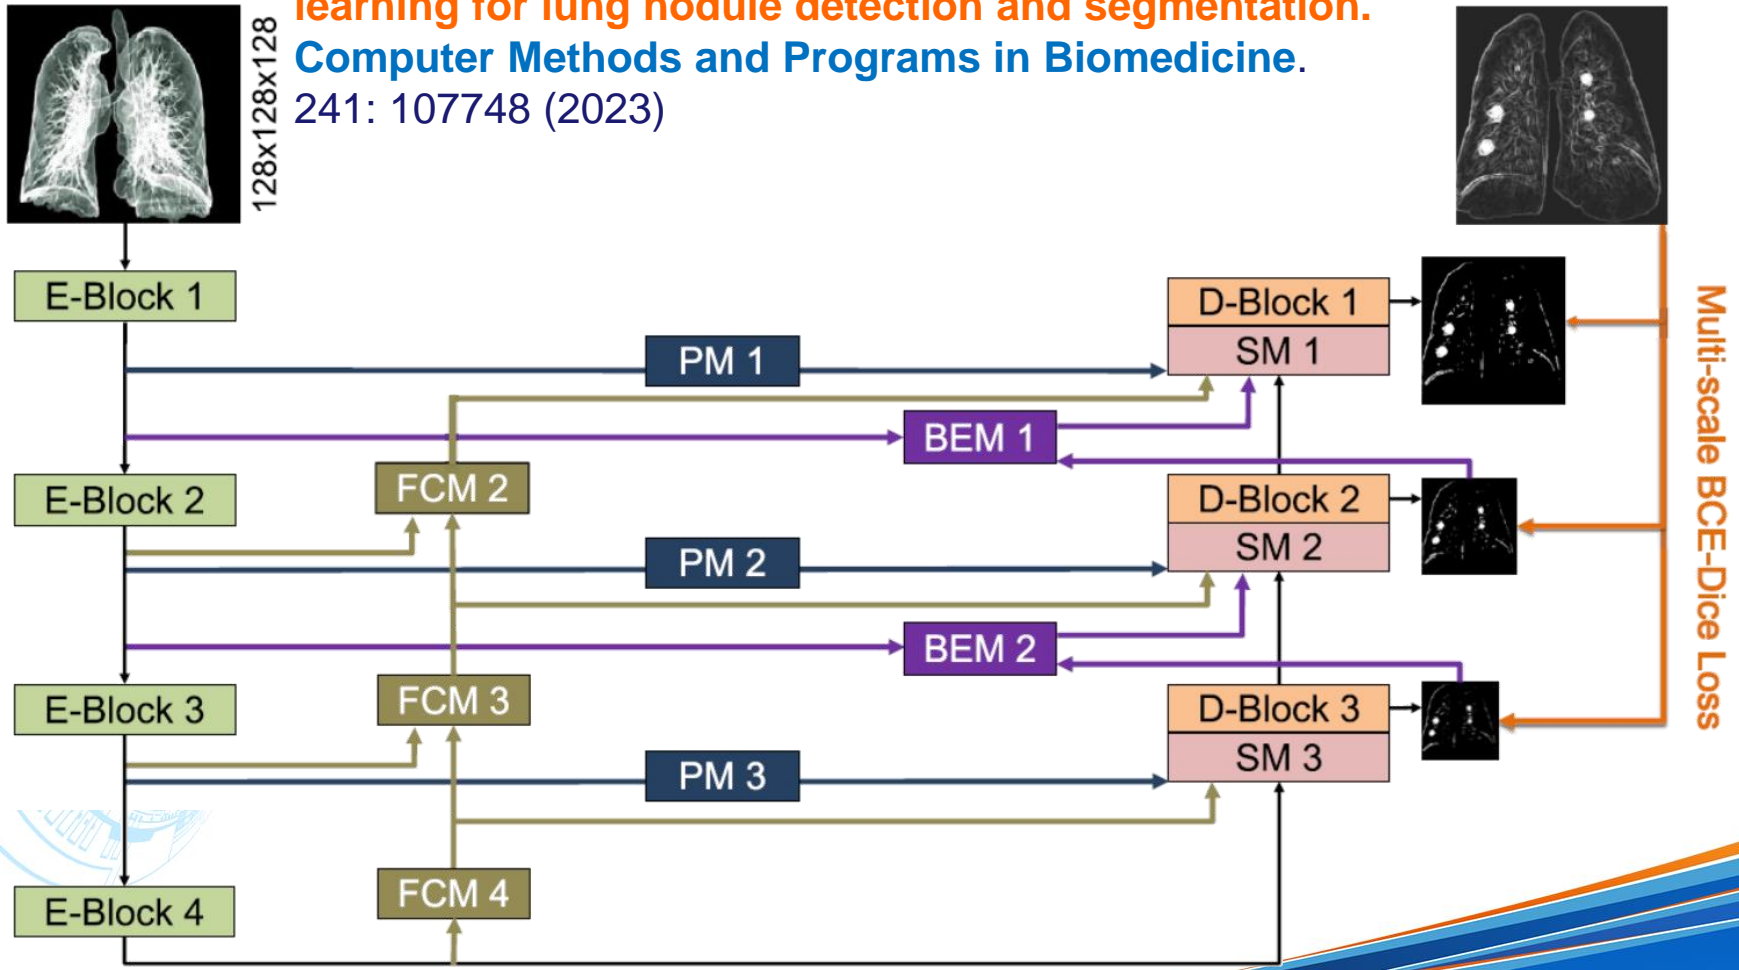 learning for lung nodule detection and segmentation.
Computer Methods and Programs in Biomedicine.
241: 107748 (2023)
128x128x128
E-Block 1
D-Block 1
SM 1
PM 1
BEM 1
E-Block 2
FCM 2
D-Block 2
SM 2
PM 2
BEM 2
E-Block 3
FCM 3
D-Block 3
SM 3
PM 3
E-Block 4
FCM 4
Multi-scale BCE-Dice Loss